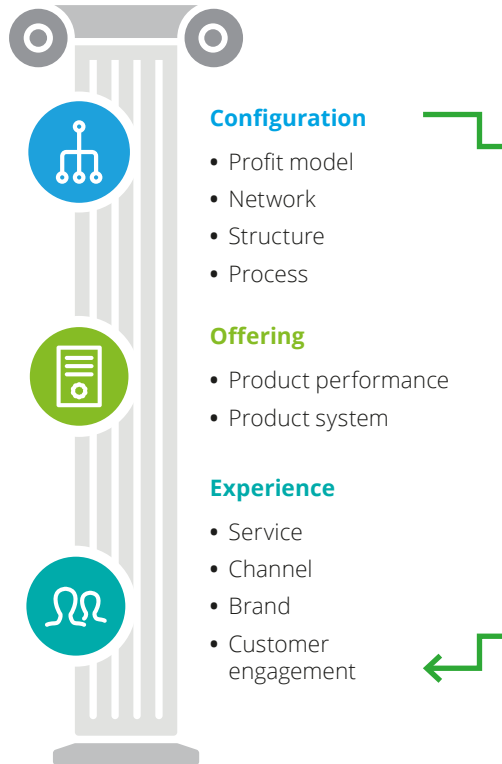 Configuration
• Profit model
• Network
• Structure
• Process
Offering
• Product performance
• Product system
Experience
• Service
• Channel
• Brand
• Customer
engagement